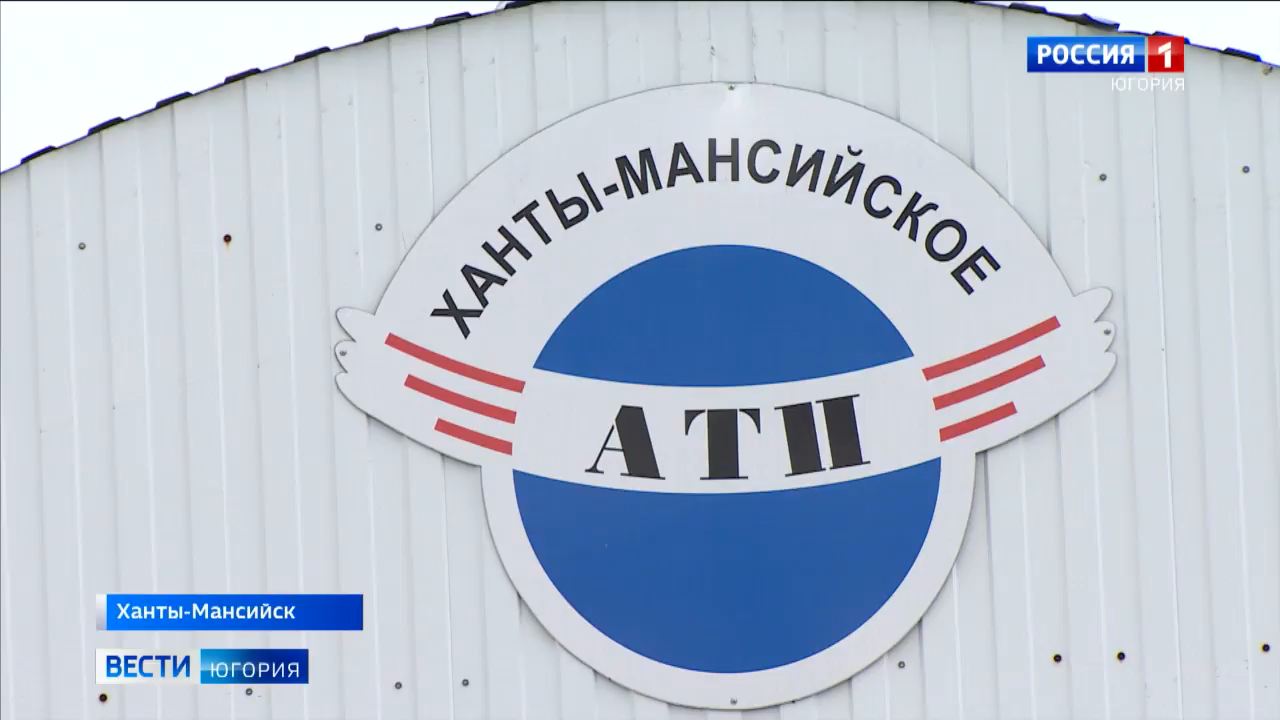 РОССИЯ 1
ЮГОРИЯ
ХАНТЫ-МАНСИЙСКОЕ
АТП
Ханты-Мансийск
ВЕСТИ ЮГОРИЯ